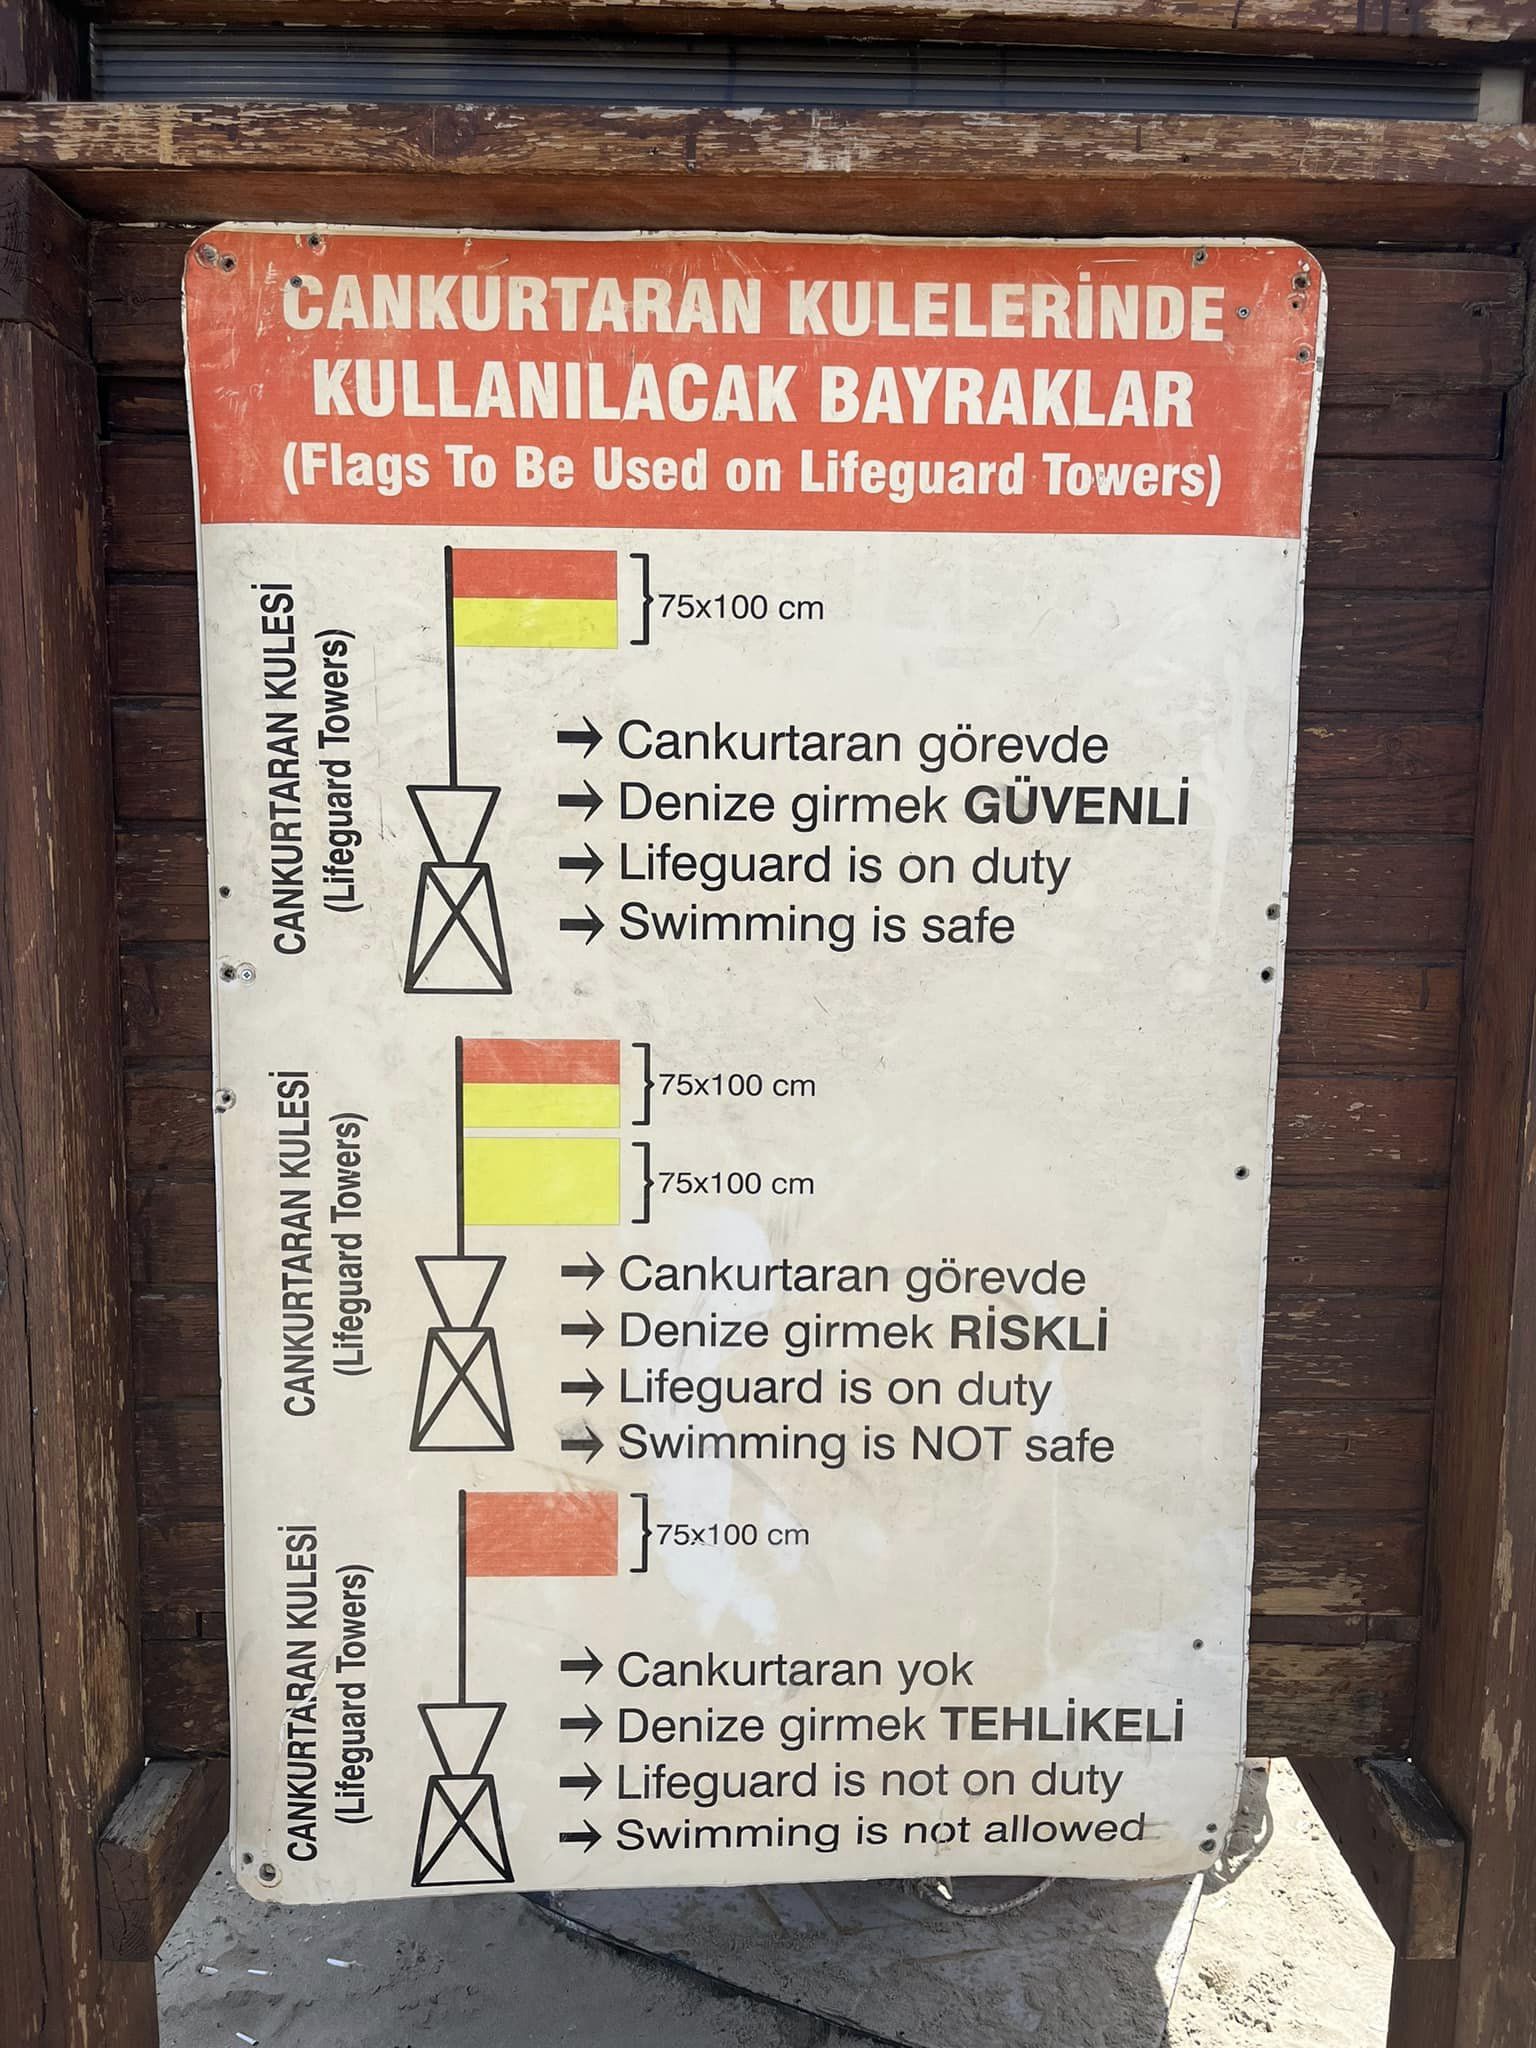 CANKURTARAN KULELERİNDE
KULLANILACAK BAYRAKLAR
(Flags To Be Used on Lifeguard Towers)
CANKURTARAN KULESİ
(Lifeguard Towers)
75x100 cm
→ Cankurtaran görevde
→ Denize girmek GÜVENLİ
→ Lifeguard is on duty
→ Swimming is safe
CANKURTARAN KULESİ
(Lifeguard Towers)
75x100 cm
75x100 cm
→ Cankurtaran görevde
→ Denize girmek RİSKLİ
→ Lifeguard is on duty
→ Swimming is NOT safe
CANKURTARAN KULESİ
(Lifeguard Towers)
75x100 cm
→ Cankurtaran yok
→ Denize girmek TEHLİKELİ
→ Lifeguard is not on duty
→ Swimming is not allowed